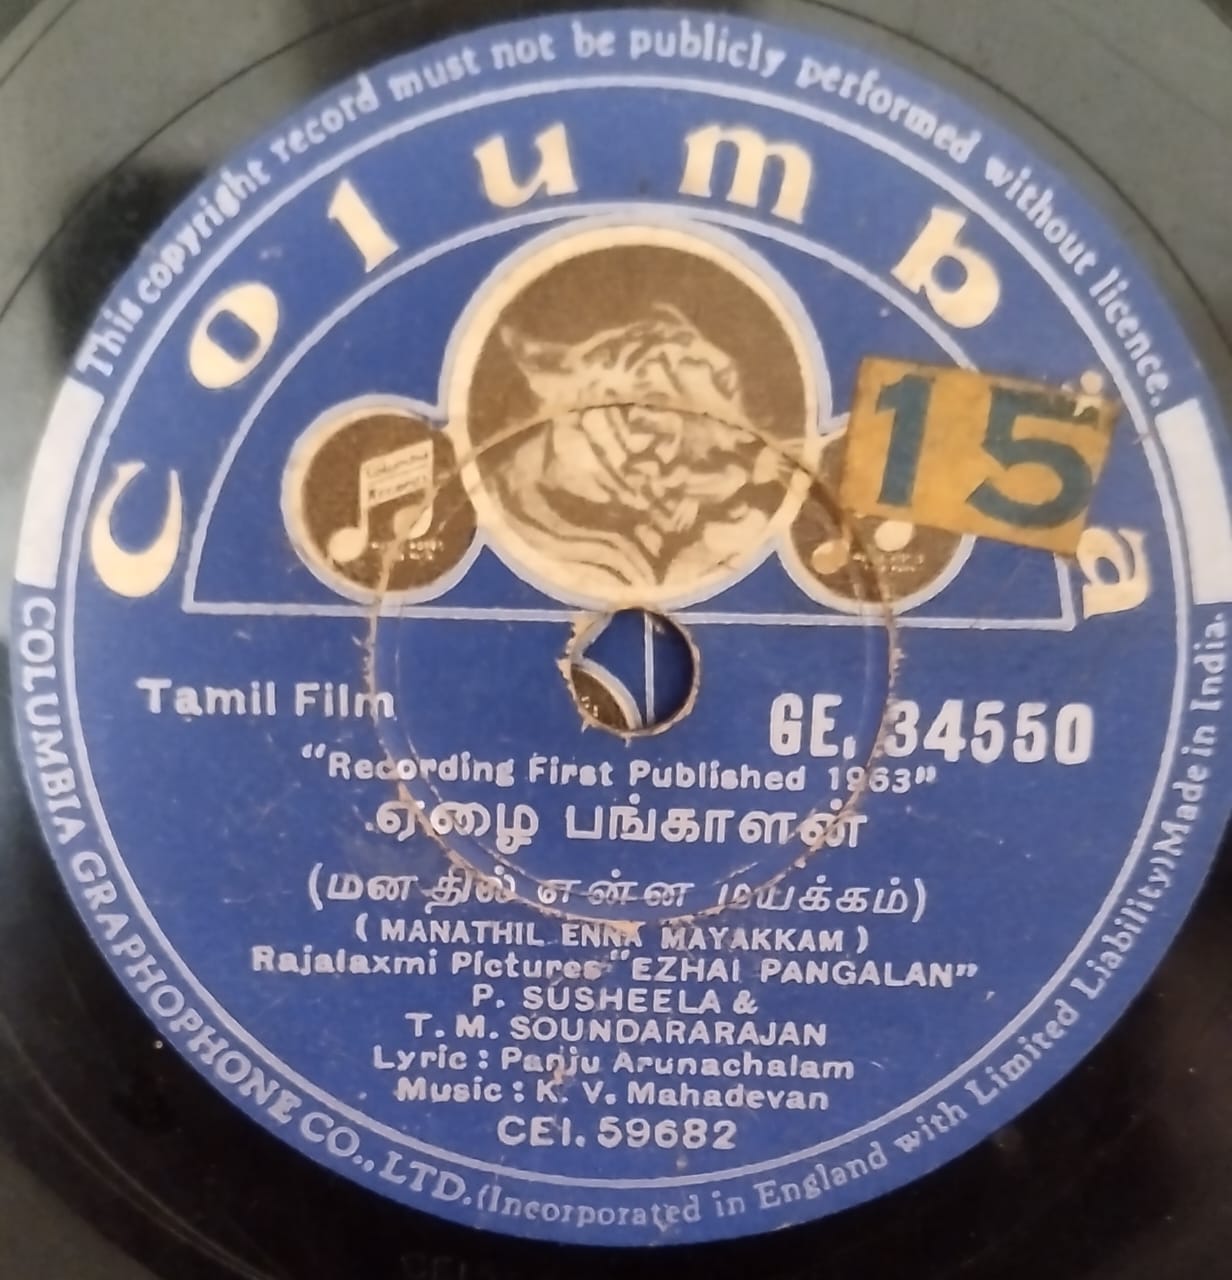 This copyright record must not be publicly performed without licence.
Columbia
15
Columbia
Records
Tamil Film
GE. 34550
"Recording First Published 1963"
ஏழை பங்காளன்
(மனதில் என்ன மயக்கம்)
( MANATHIL ENNA MAYAKKAM )
Rajalaxmi Pictures "EZHAI PANGALAN"
P. SUSHEELA &
T. M. SOUNDARARAJAN
Lyric : Panju Arunachalam
Music : K. V. Mahadevan
CEI. 59682
COLUMBIA GRAPHOPHONE CO., LTD. (Incorporated in England with Limited Liability) Made in India.